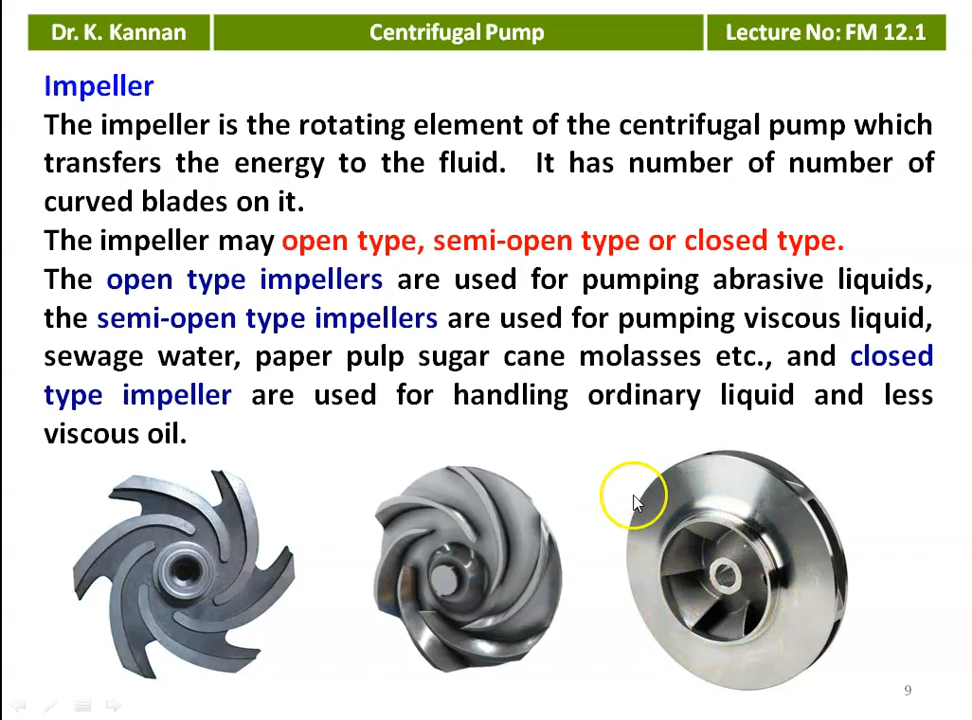 Dr. K. Kannan
Centrifugal Pump
Lecture No: FM 12.1
Impeller
The impeller is the rotating element of the centrifugal pump which
transfers the energy to the fluid. It has number of number of
curved blades on it.
The impeller may open type, semi-open type or closed type.
The open type impellers are used for pumping abrasive liquids,
the semi-open type impellers are used for pumping viscous liquid,
sewage water, paper pulp sugar cane molasses etc., and closed
type impeller are used for handling ordinary liquid and less
viscous oil.
9